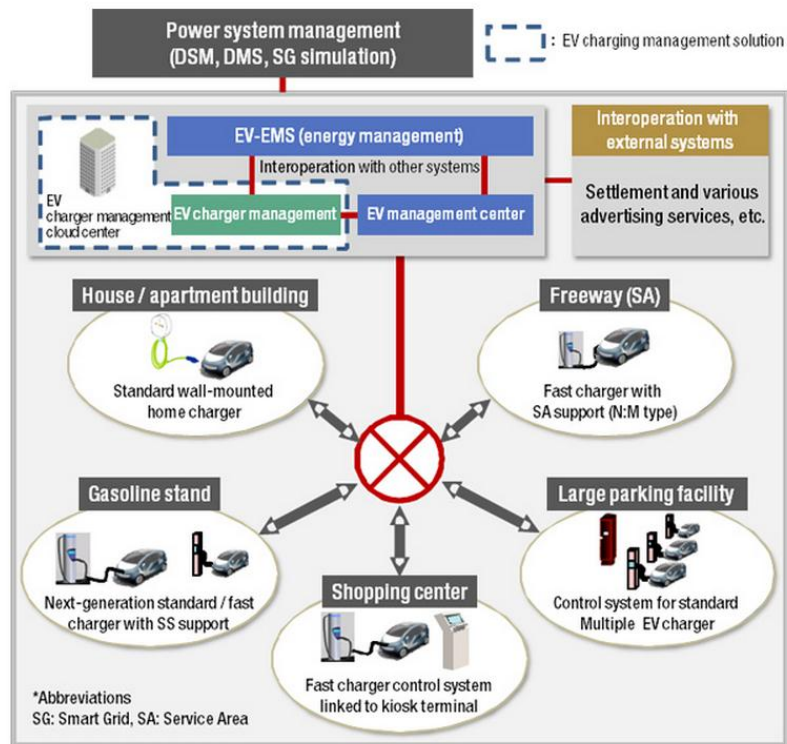 Power system management
(DSM, DMS, SG simulation)
: EV charging management solution
EV-EMS (energy management)
Interoperation with other systems
EV
charger management
cloud center
EV charger management
EV management center
Interoperation with
external systems
Settlement and various
advertising services, etc.
House / apartment building
Standard wall-mounted
home charger
Freeway (SA)
Fast charger with
SA support (N:M type)
Gasoline stand
Next-generation standard / fast
charger with SS support
Shopping center
Fast charger control system
linked to kiosk terminal
Large parking facility
Control system for standard
Multiple EV charger
*Abbreviations
SG: Smart Grid, SA: Service Area